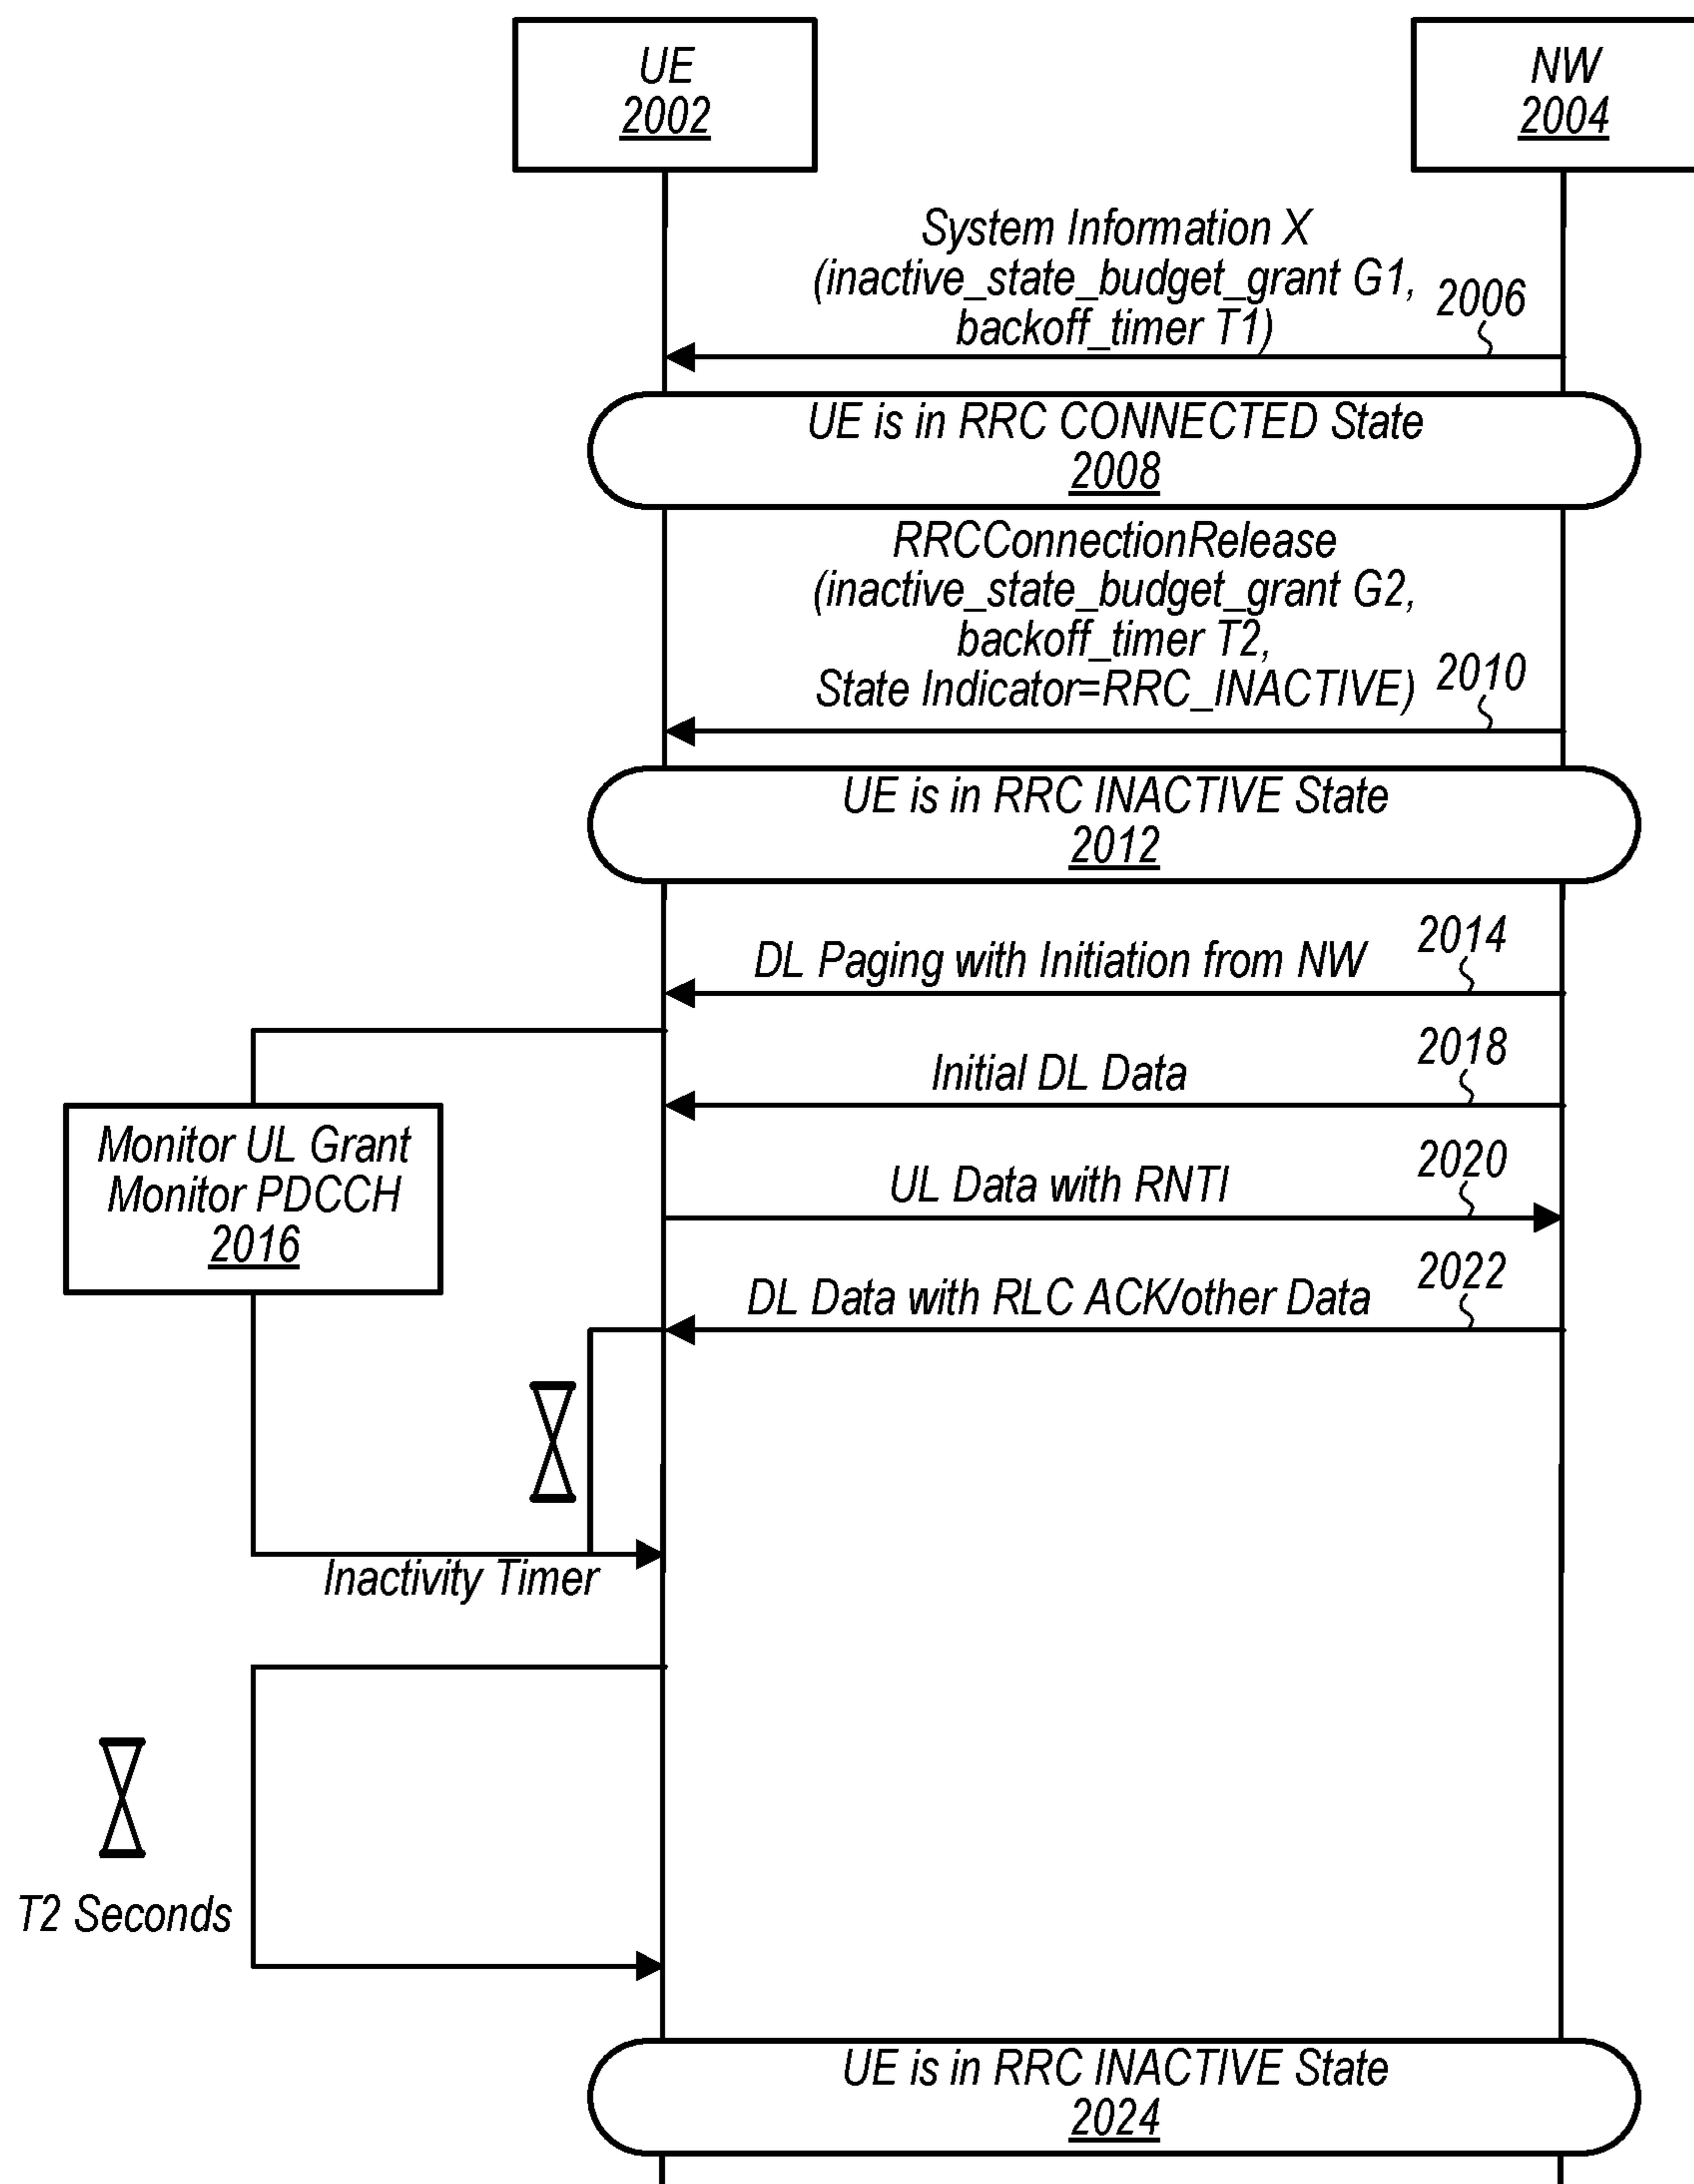 UE
2002
NW
2004
System Information X
(inactive_state_budget_grant G1,
backoff_timer T1)
2006
UE is in RRC CONNECTED State
2008
RRCConnectionRelease
(inactive_state_budget_grant G2,
backoff_timer T2,
State Indicator=RRC_INACTIVE)
2010
UE is in RRC INACTIVE State
2012
DL Paging with Initiation from NW
2014
Initial DL Data
2018
Monitor UL Grant
Monitor PDCCH
2016
UL Data with RNTI
2020
DL Data with RLC ACK/other Data
2022
Inactivity Timer
T2 Seconds
UE is in RRC INACTIVE State
2024